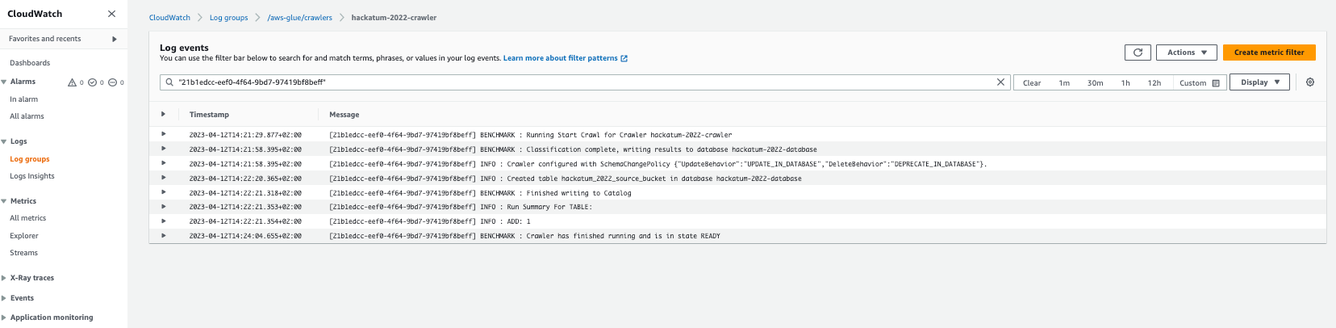 CloudWatch
Favorites and recents
Dashboards
Alarms 0 0 0
In alarm
All alarms
Logs
Log groups
Logs Insights
Metrics
All metrics
Explorer
Streams
X-Ray traces
Events
Application monitoring
CloudWatch > Log groups > /aws-glue/crawlers > hackatum-2022-crawler
Log events
You can use the filter bar below to search for and match terms, phrases, or values in your log events. Learn more about filter patterns
Actions
Create metric filter
"21b1edcc-eef0-4f64-9bd7-97419bf8beff"
Clear 1m 30m 1h 12h Custom Display
Timestamp Message
2023-04-12T14:21:29.877+02:00 [21b1edcc-eef0-4f64-9bd7-97419bf8beff] BENCHMARK : Running Start Crawl for Crawler hackatum-2022-crawler
2023-04-12T14:21:58.395+02:00 [21b1edcc-eef0-4f64-9bd7-97419bf8beff] BENCHMARK : Classification complete, writing results to database hackatum-2022-database
2023-04-12T14:21:58.395+02:00 [21b1edcc-eef0-4f64-9bd7-97419bf8beff] INFO : Crawler configured with SchemaChangePolicy {"UpdateBehavior":"UPDATE_IN_DATABASE","DeleteBehavior":"DEPRECATE_IN_DATABASE"}.
2023-04-12T14:22:20.365+02:00 [21b1edcc-eef0-4f64-9bd7-97419bf8beff] INFO : Created table hackatum_2022_source_bucket in database hackatum-2022-database
2023-04-12T14:22:21.318+02:00 [21b1edcc-eef0-4f64-9bd7-97419bf8beff] BENCHMARK : Finished writing to Catalog
2023-04-12T14:22:21.353+02:00 [21b1edcc-eef0-4f64-9bd7-97419bf8beff] INFO : Run Summary For TABLE:
2023-04-12T14:22:21.354+02:00 [21b1edcc-eef0-4f64-9bd7-97419bf8beff] INFO : ADD: 1
2023-04-12T14:24:04.655+02:00 [21b1edcc-eef0-4f64-9bd7-97419bf8beff] BENCHMARK : Crawler has finished running and is in state READY